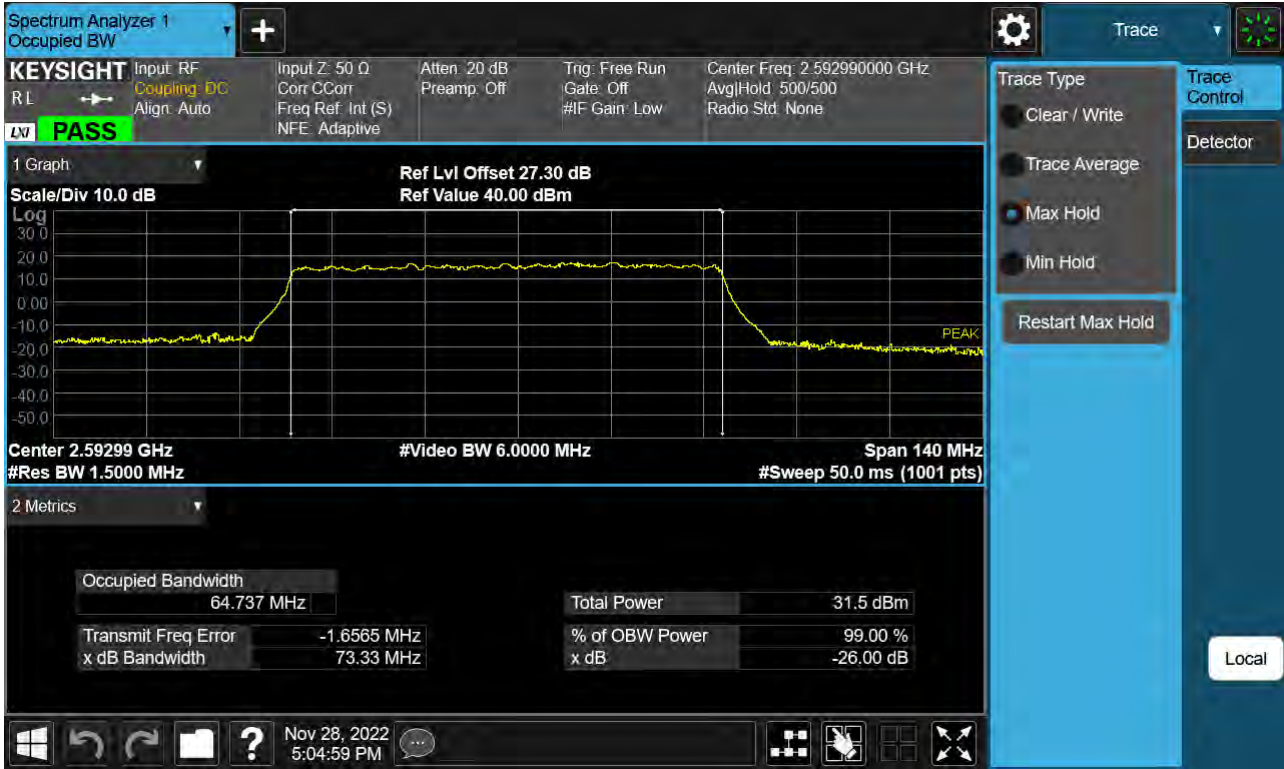 Spectrum Analyzer 1
Occupied BW
+
Trace
KEYSIGHT
R L
LXI PASS
Input: RF
Coupling: DC
Align: Auto
Input Z: 50 Ω
Corr CCorr
Freq Ref: Int (S)
NFE: Adaptive
Atten: 20 dB
Preamp: Off
Trig: Free Run
Gate: Off
#IF Gain: Low
Center Freq: 2.592990000 GHz
Avg|Hold: 500/500
Radio Std: None
1 Graph
Scale/Div 10.0 dB
Ref Lvl Offset 27.30 dB
Ref Value 40.00 dBm
Log
30.0
20.0
10.0
0.00
-10.0
-20.0
-30.0
-40.0
-50.0
PEAK
Center 2.59299 GHz
#Res BW 1.5000 MHz
#Video BW 6.0000 MHz
Span 140 MHz
#Sweep 50.0 ms (1001 pts)
2 Metrics
Occupied Bandwidth
64.737 MHz
Transmit Freq Error -1.6565 MHz
x dB Bandwidth 73.33 MHz
Total Power 31.5 dBm
% of OBW Power 99.00 %
x dB -26.00 dB
Trace Type
Clear / Write
Trace Average
Max Hold
Min Hold
Restart Max Hold
Trace
Control
Detector
Local
?
Nov 28, 2022
5:04:59 PM